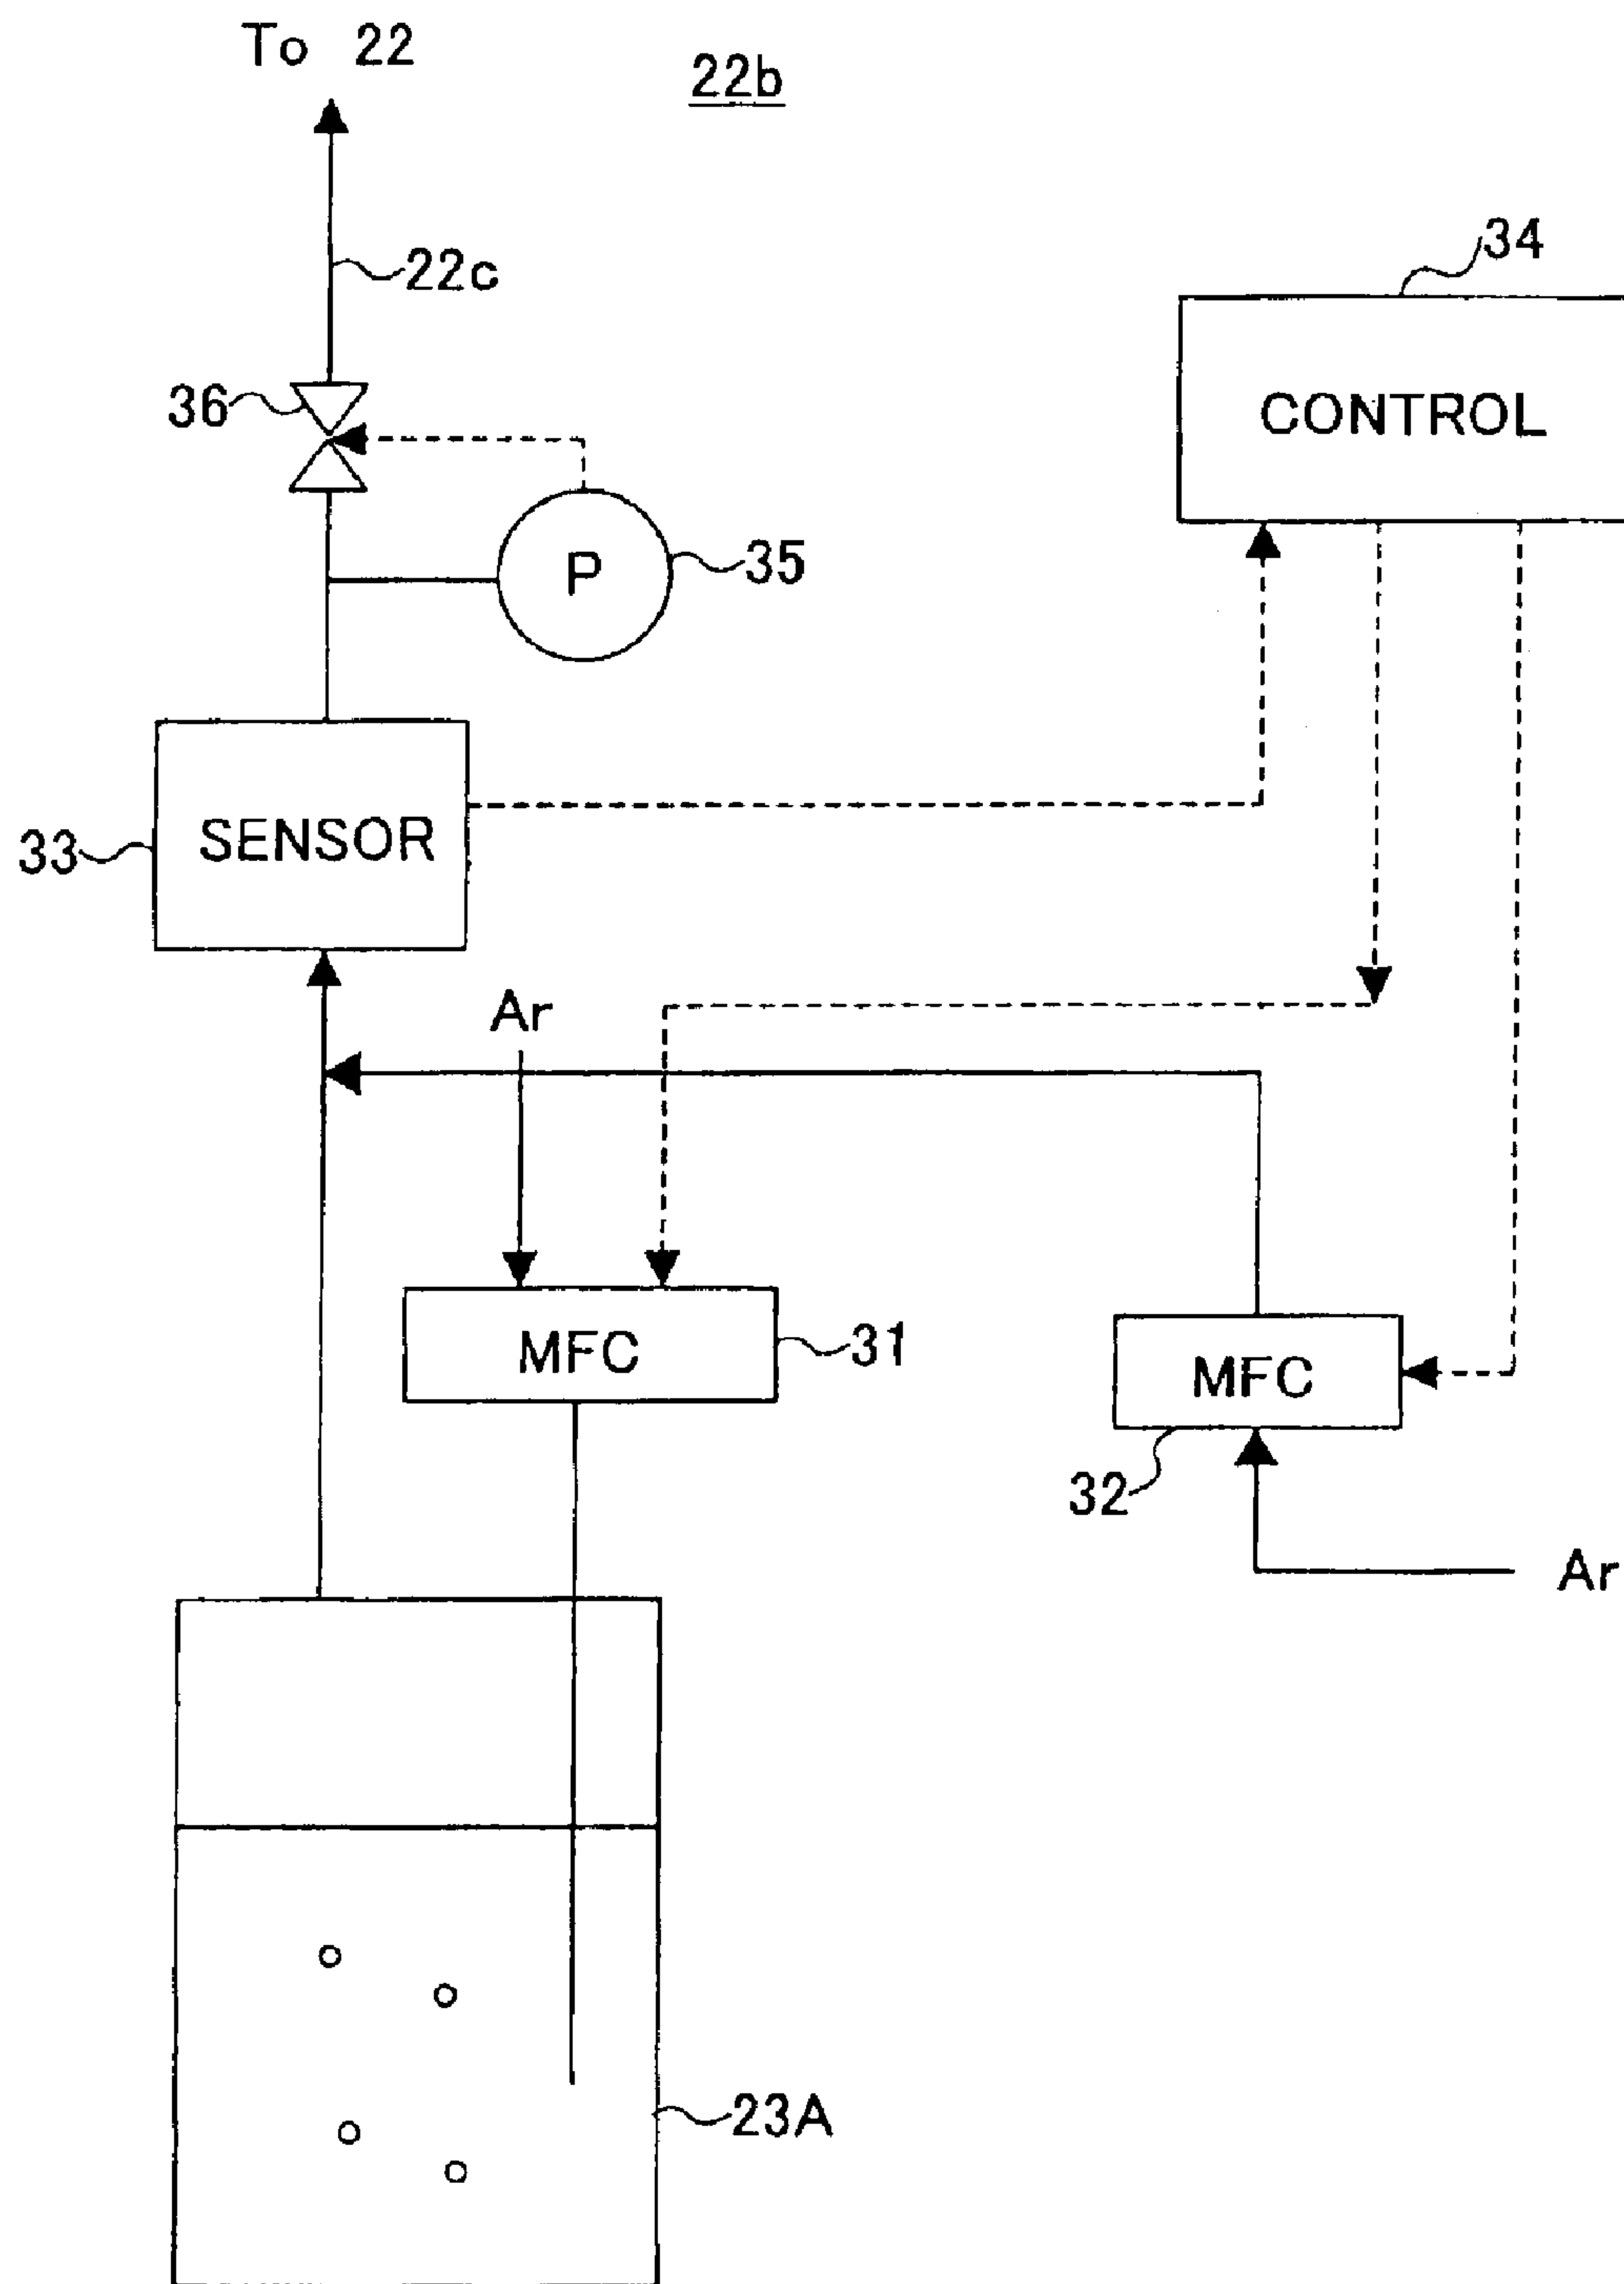 To 22
22b
22c
34
36
CONTROL
P
35
33
SENSOR
Ar
MFC
31
MFC
32
Ar
23A